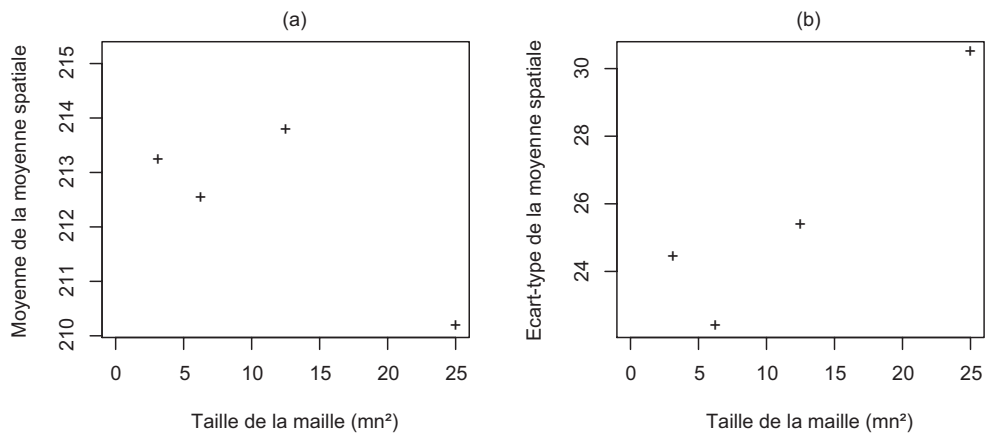 (a)
Moyenne de la moyenne spatiale
215
214
213
212
211
210
0 5 10 15 20 25
Taille de la maille (mn²)
(b)
Ecart-type de la moyenne spatiale
30
28
26
24
0 5 10 15 20 25
Taille de la maille (mn²)